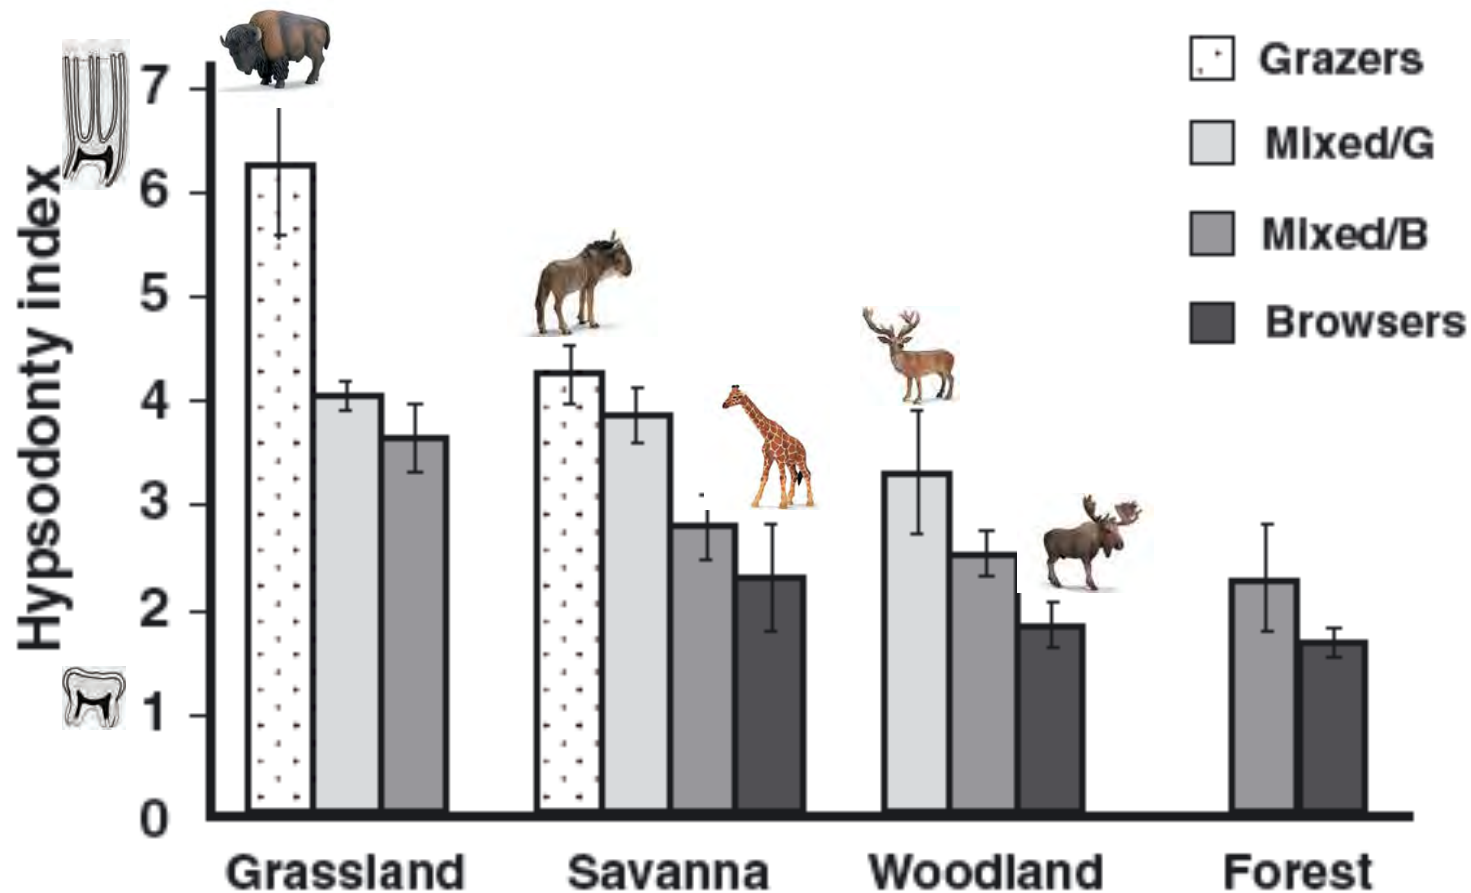 Hypsodonty index
7
6
5
4
3
2
1
0
Grazers
Mixed/G
Mixed/B
Browsers
Grassland
Savanna
Woodland
Forest